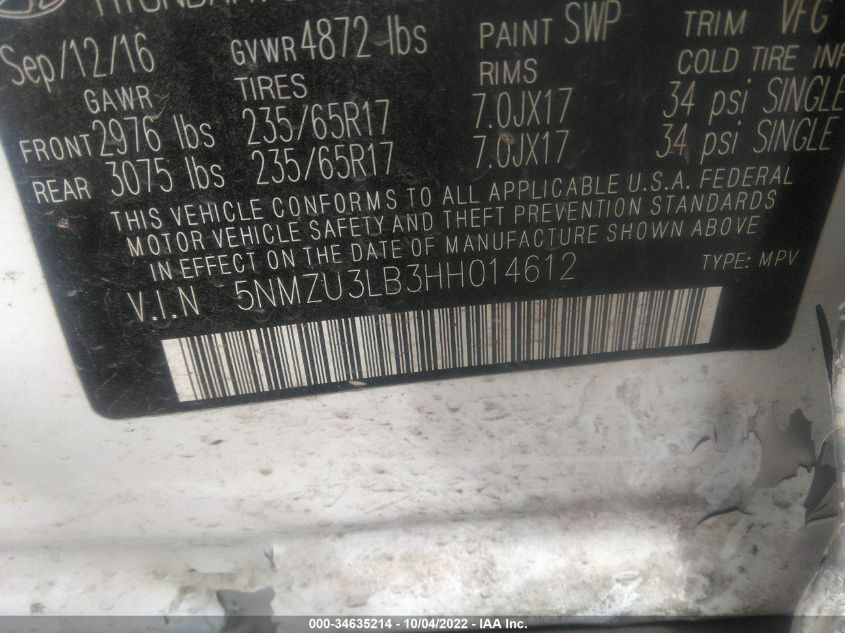 Sep/12/16 GVWR 4872 lbs PAINT SWP TRIM VFG
GAWR TIRES RIMS COLD TIRE INF
FRONT 2976 lbs 235/65R17 7.0JX17 34 psi SINGLE
REAR 3075 lbs 235/65R17 7.0JX17 34 psi SINGLE
THIS VEHICLE CONFORMS TO ALL APPLICABLE U.S.A. FEDERAL
MOTOR VEHICLE SAFETY AND THEFT PREVENTION STANDARDS
IN EFFECT ON THE DATE OF MANUFACTURE SHOWN ABOVE
V.I.N 5NMZU3LB3HH014612 TYPE: MPV
000-34635214 - 10/04/2022 - IAA Inc.